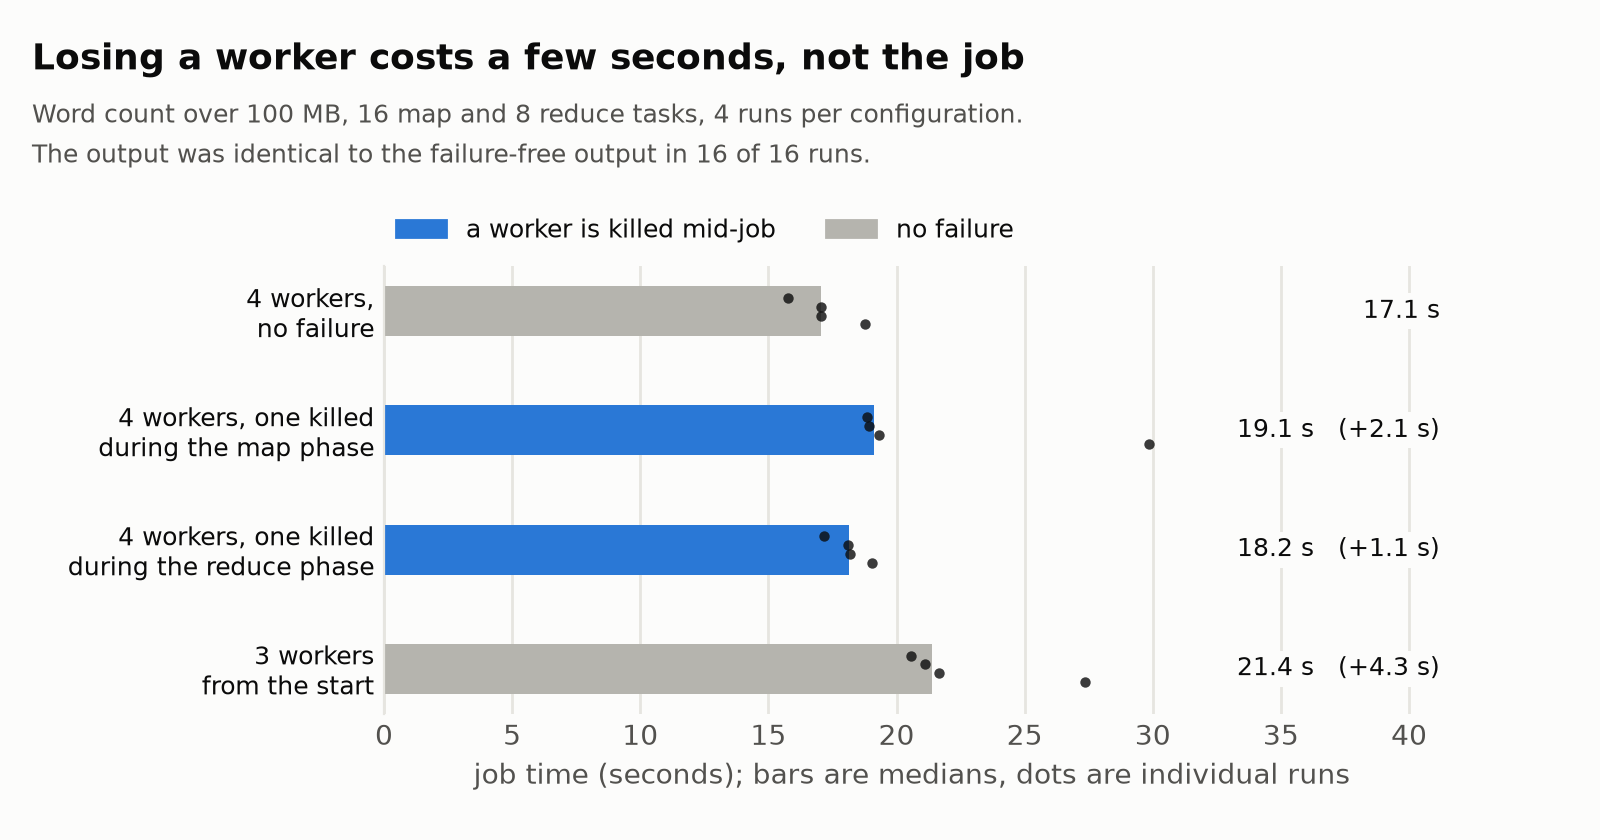 Losing a worker costs a few seconds, not the job
Word count over 100 MB, 16 map and 8 reduce tasks, 4 runs per configuration.
The output was identical to the failure-free output in 16 of 16 runs.
a worker is killed mid-job no failure
4 workers,
no failure
17.1 s
4 workers, one killed
during the map phase
19.1 s (+2.1 s)
4 workers, one killed
during the reduce phase
18.2 s (+1.1 s)
3 workers
from the start
21.4 s (+4.3 s)
0 5 10 15 20 25 30 35 40
job time (seconds); bars are medians, dots are individual runs